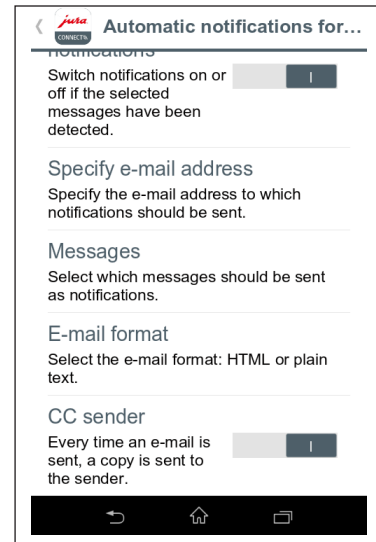 jura
CONNECT
Automatic notifications for...
notifications
Switch notifications on or
off if the selected
messages have been
detected.
Specify e-mail address
Specify the e-mail address to which
notifications should be sent.
Messages
Select which messages should be sent
as notifications.
E-mail format
Select the e-mail format: HTML or plain
text.
CC sender
Every time an e-mail is
sent, a copy is sent to
the sender.